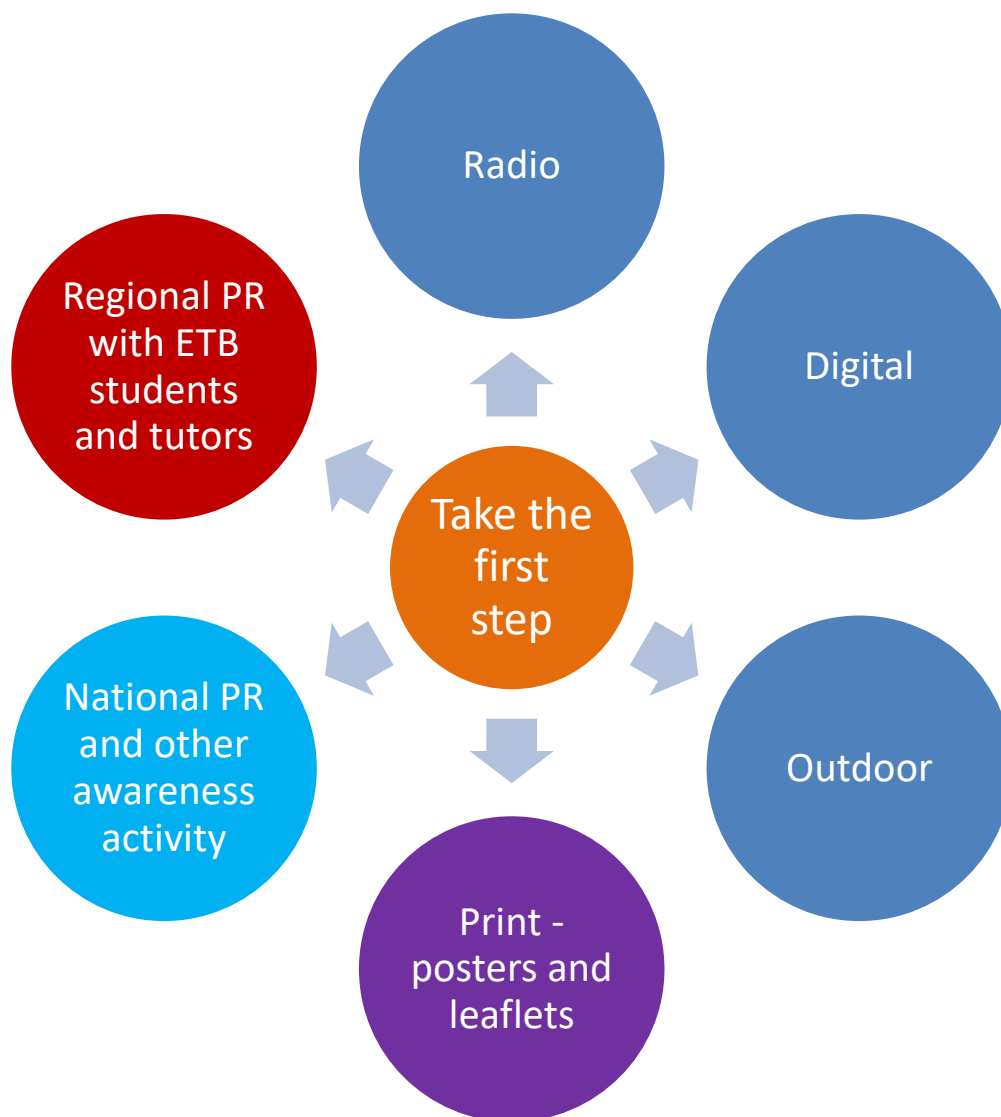 Radio
Regional PR
with ETB
students
and tutors
Digital
Take the
first
step
National PR
and other
awareness
activity
Outdoor
Print -
posters and
leaflets